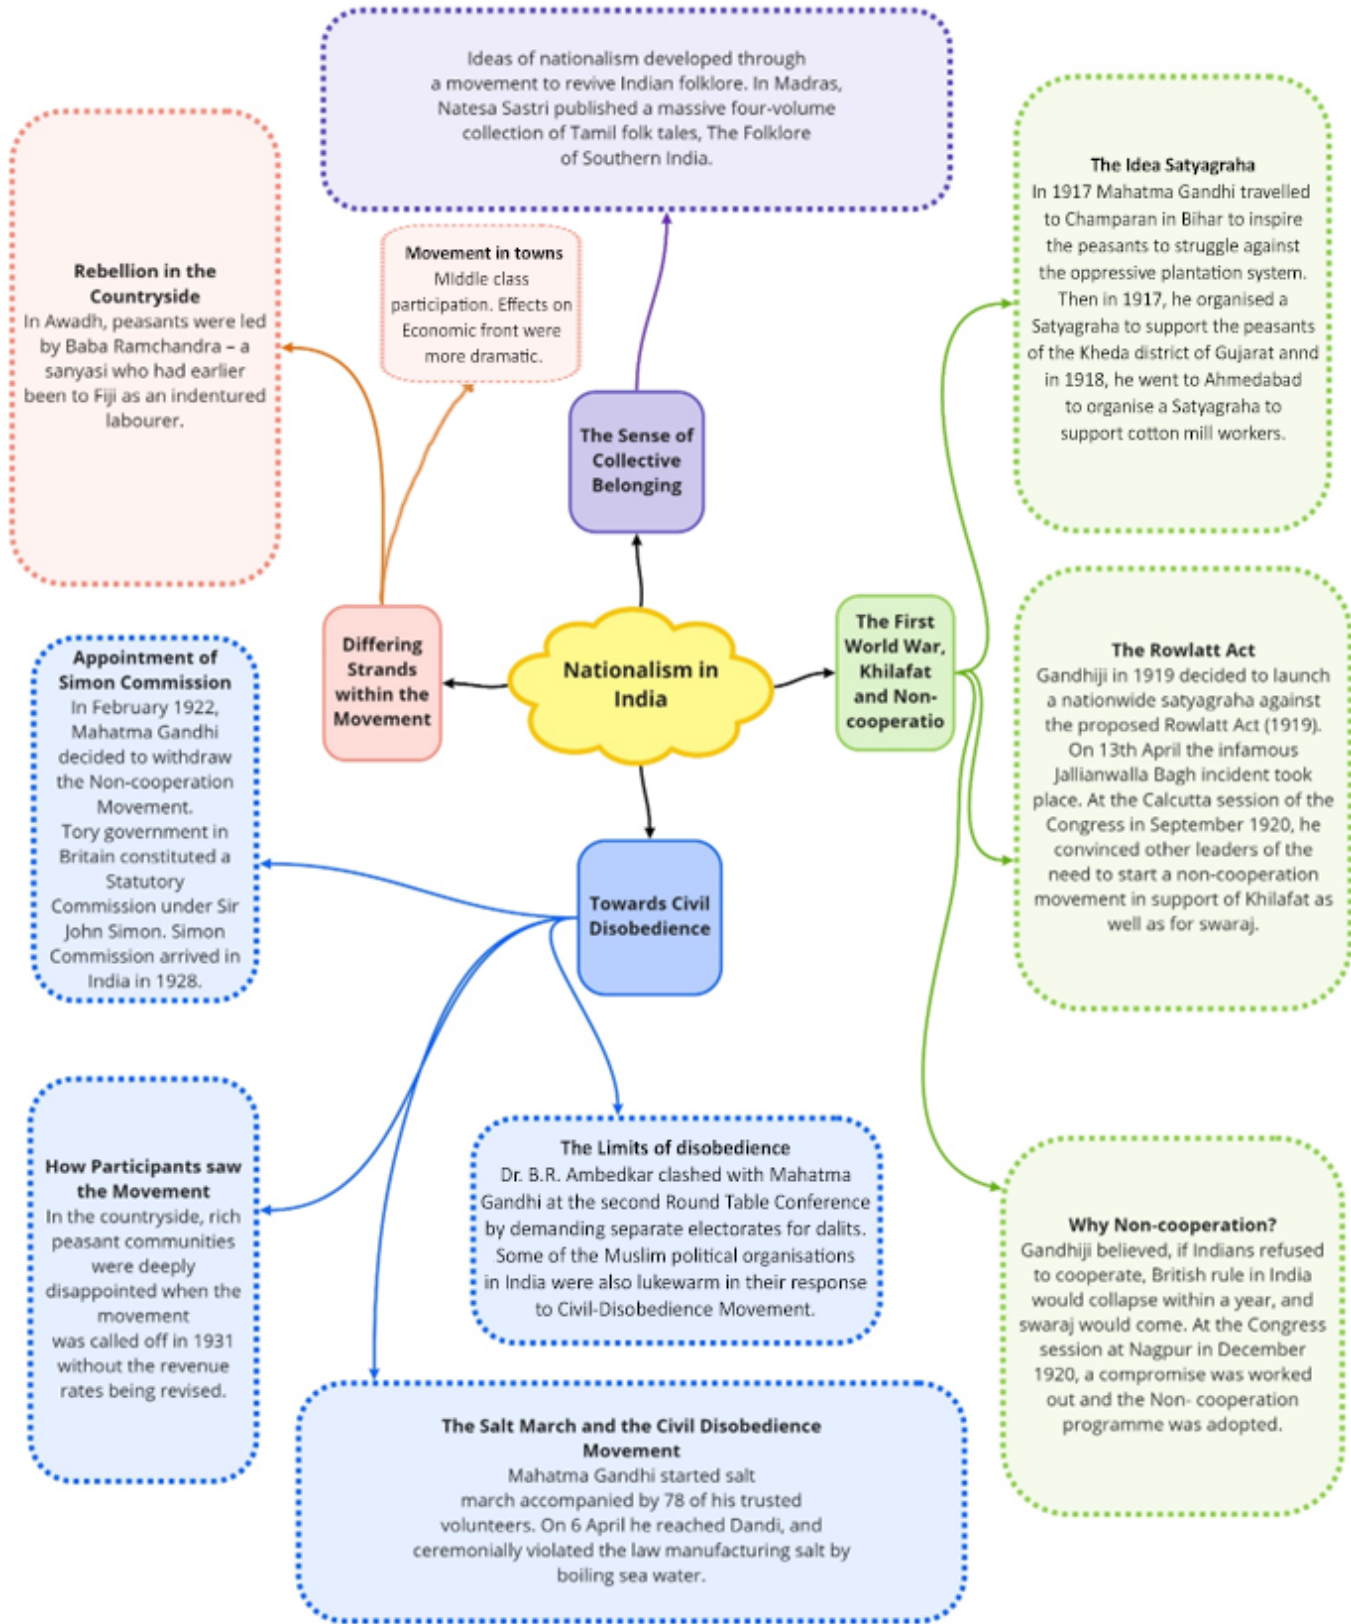 Ideas of nationalism developed through
a movement to revive Indian folklore. In Madras,
Natesa Sastri published a massive four-volume
collection of Tamil folk tales, The Folklore
of Southern India.
Rebellion in the
Countryside
In Awadh, peasants were led
by Baba Ramchandra – a
sanyasi who had earlier
been to Fiji as an indentured
labourer.
Movement in towns
MIddle class
participation. Effects on
Economic front were
more dramatic.
The Sense of
Collective
Belonging
The Idea Satyagraha
In 1917 Mahatma Gandhi travelled
to Champaran in Bihar to inspire
the peasants to struggle against
the oppressive plantation system.
Then in 1917, he organised a
Satyagraha to support the peasants
of the Kheda district of Gujarat annd
in 1918, he went to Ahmedabad
to organise a Satyagraha to
support cotton mill workers.
Differing
Strands
within the
Movement
Nationalism in
India
The First
World War,
Khilafat
and Non-
cooperatio
The Rowlatt Act
Gandhiji in 1919 decided to launch
a nationwide satyagraha against
the proposed Rowlatt Act (1919).
On 13th April the infamous
Jallianwalla Bagh incident took
place. At the Calcutta session of the
Congress in September 1920, he
convinced other leaders of the
need to start a non-cooperation
movement in support of Khilafat as
well as for swaraj.
Appointment of
Simon Commission
In February 1922,
Mahatma Gandhi
decided to withdraw
the Non-cooperation
Movement.
Tory government in
Britain constituted a
Statutory
Commission under Sir
John Simon. Simon
Commission arrived in
India in 1928.
Towards Civil
Disobedience
How Participants saw
the Movement
In the countryside, rich
peasant communities
were deeply
disappointed when the
movement
was called off in 1931
without the revenue
rates being revised.
The Limits of disobedience
Dr. B.R. Ambedkar clashed with Mahatma
Gandhi at the second Round Table Conference
by demanding separate electorates for dalits.
Some of the Muslim political organisations
in India were also lukewarm in their response
to Civil-Disobedience Movement.
Why Non-cooperation?
Gandhiji believed, if Indians refused
to cooperate, British rule in India
would collapse within a year, and
swaraj would come. At the Congress
session at Nagpur in December
1920, a compromise was worked
out and the Non- cooperation
programme was adopted.
The Salt March and the Civil Disobedience
Movement
Mahatma Gandhi started salt
march accompanied by 78 of his trusted
volunteers. On 6 April he reached Dandi, and
ceremonially violated the law manufacturing salt by
boiling sea water.